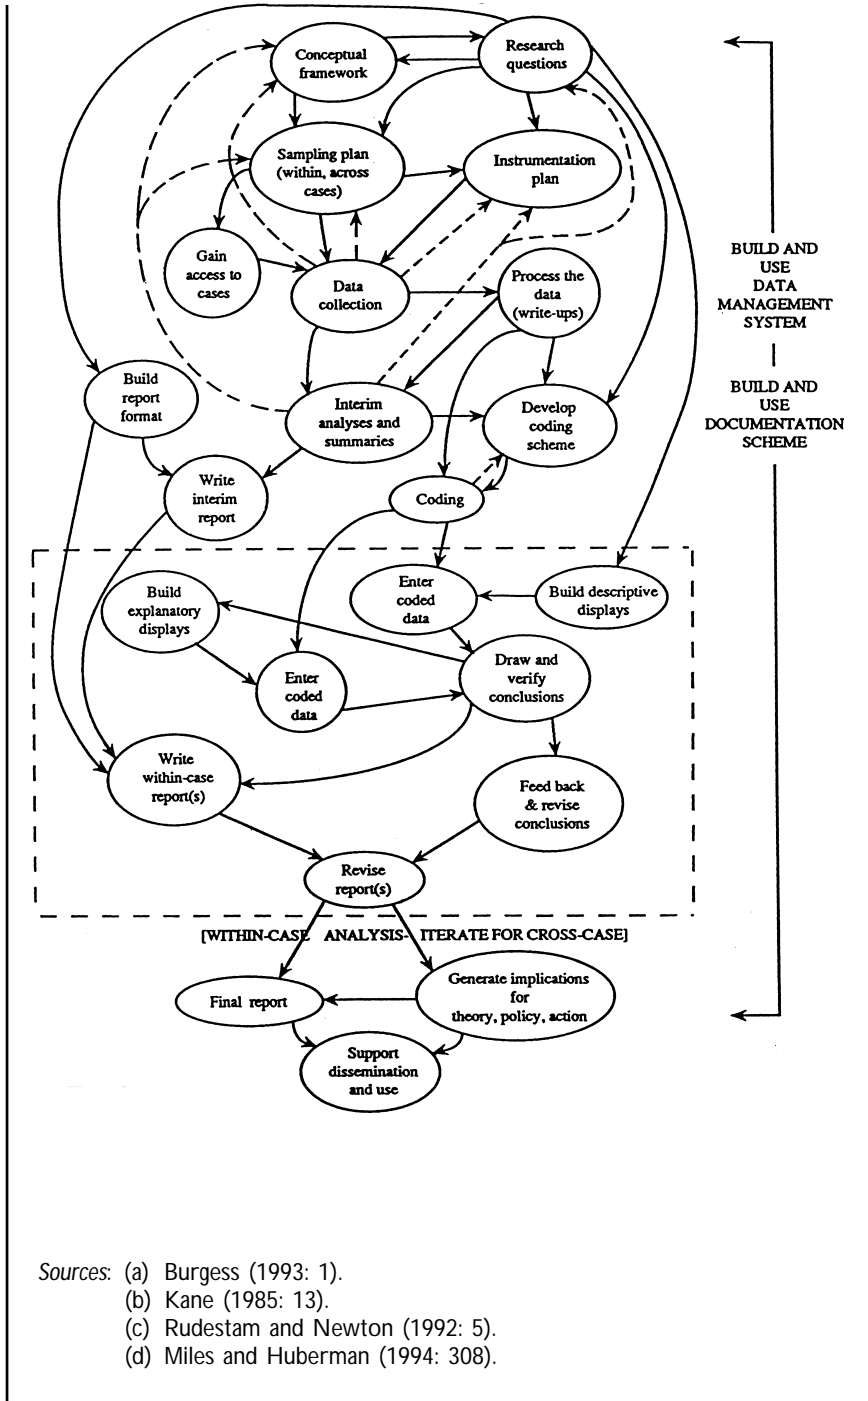 Conceptual
framework
Research
questions
Sampling plan
(within, across
cases)
Instrumentation
plan
Gain
access to
cases
Data
collection
Process the
data
(write-ups)
BUILD AND
USE
DATA
MANAGEMENT
SYSTEM
Build
report
format
Interim
analyses and
summaries
Develop
coding
scheme
BUILD AND
USE
DOCUMENTATION
SCHEME
Write
interim
report
Coding
Build
explanatory
displays
Enter
coded
data
Build descriptive
displays
Enter
coded
data
Draw and
verify
conclusions
Write
within-case
report(s)
Feed back
& revise
conclusions
Revise
report(s)
[WITHIN-CASE ANALYSIS- ITERATE FOR CROSS-CASE]
Final report
Generate implications
for
theory, policy, action
Support
dissemination
and use
Sources: (a) Burgess (1993: 1).
(b) Kane (1985: 13).
(c) Rudestam and Newton (1992: 5).
(d) Miles and Huberman (1994: 308).